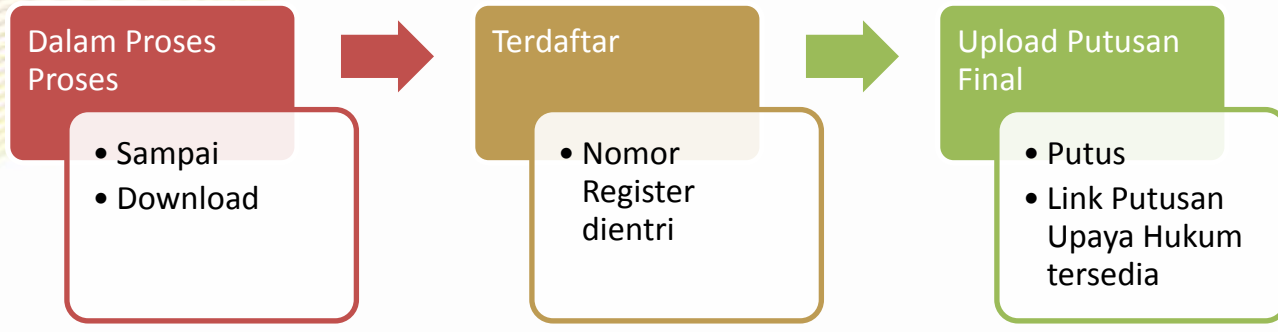 Dalam Proses
Proses
• Sampai
• Download
Terdaftar
• Nomor
Register
dientri
Upload Putusan
Final
• Putus
• Link Putusan
Upaya Hukum
tersedia